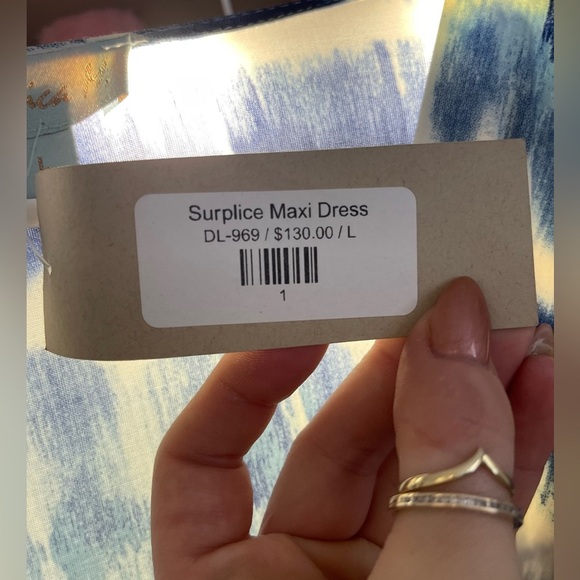 Surplice Maxi Dress
DL-969 / $130.00 / L
1
L